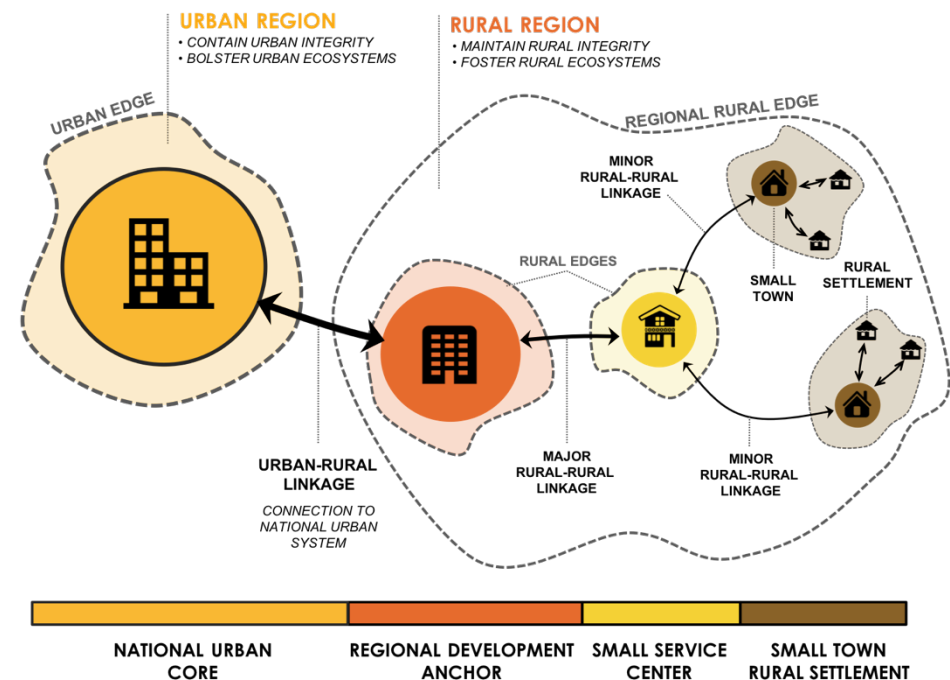 URBAN REGION
• CONTAIN URBAN INTEGRITY
• BOLSTER URBAN ECOSYSTEMS
RURAL REGION
• MAINTAIN RURAL INTEGRITY
• FOSTER RURAL ECOSYSTEMS
URBAN EDGE
REGIONAL RURAL EDGE
MINOR
RURAL-RURAL
LINKAGE
RURAL EDGES
SMALL
TOWN
RURAL
SETTLEMENT
URBAN-RURAL
LINKAGE
CONNECTION TO
NATIONAL URBAN
SYSTEM
MAJOR
RURAL-RURAL
LINKAGE
MINOR
RURAL-RURAL
LINKAGE
NATIONAL URBAN
CORE
REGIONAL DEVELOPMENT
ANCHOR
SMALL SERVICE
CENTER
SMALL TOWN
RURAL SETTLEMENT